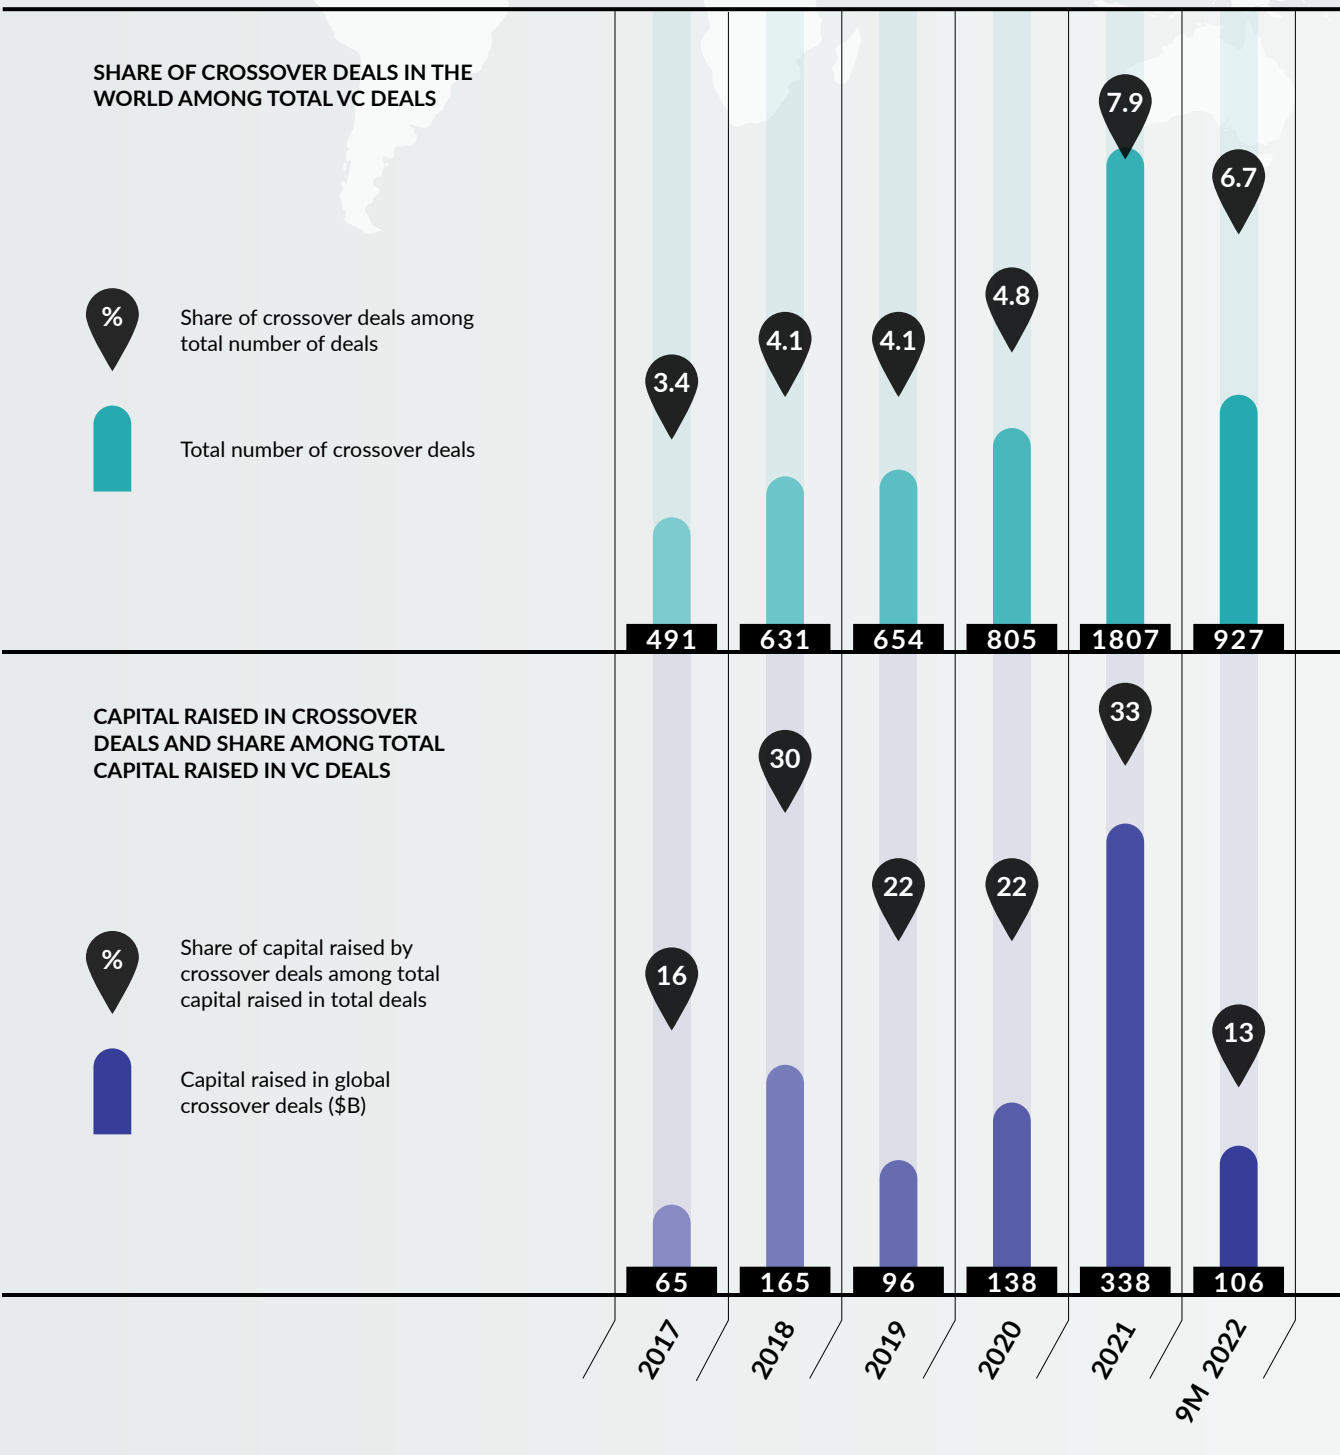 SHARE OF CROSSOVER DEALS IN THE
WORLD AMONG TOTAL VC DEALS
%
Share of crossover deals among
total number of deals
Total number of crossover deals
3.4
4.1
4.1
4.8
7.9
6.7
491
631
654
805
1807
927
CAPITAL RAISED IN CROSSOVER
DEALS AND SHARE AMONG TOTAL
CAPITAL RAISED IN VC DEALS
%
Share of capital raised by
crossover deals among total
capital raised in total deals
Capital raised in global
crossover deals ($B)
16
30
22
22
33
13
65
165
96
138
338
106
2017
2018
2019
2020
2021
9M 2022